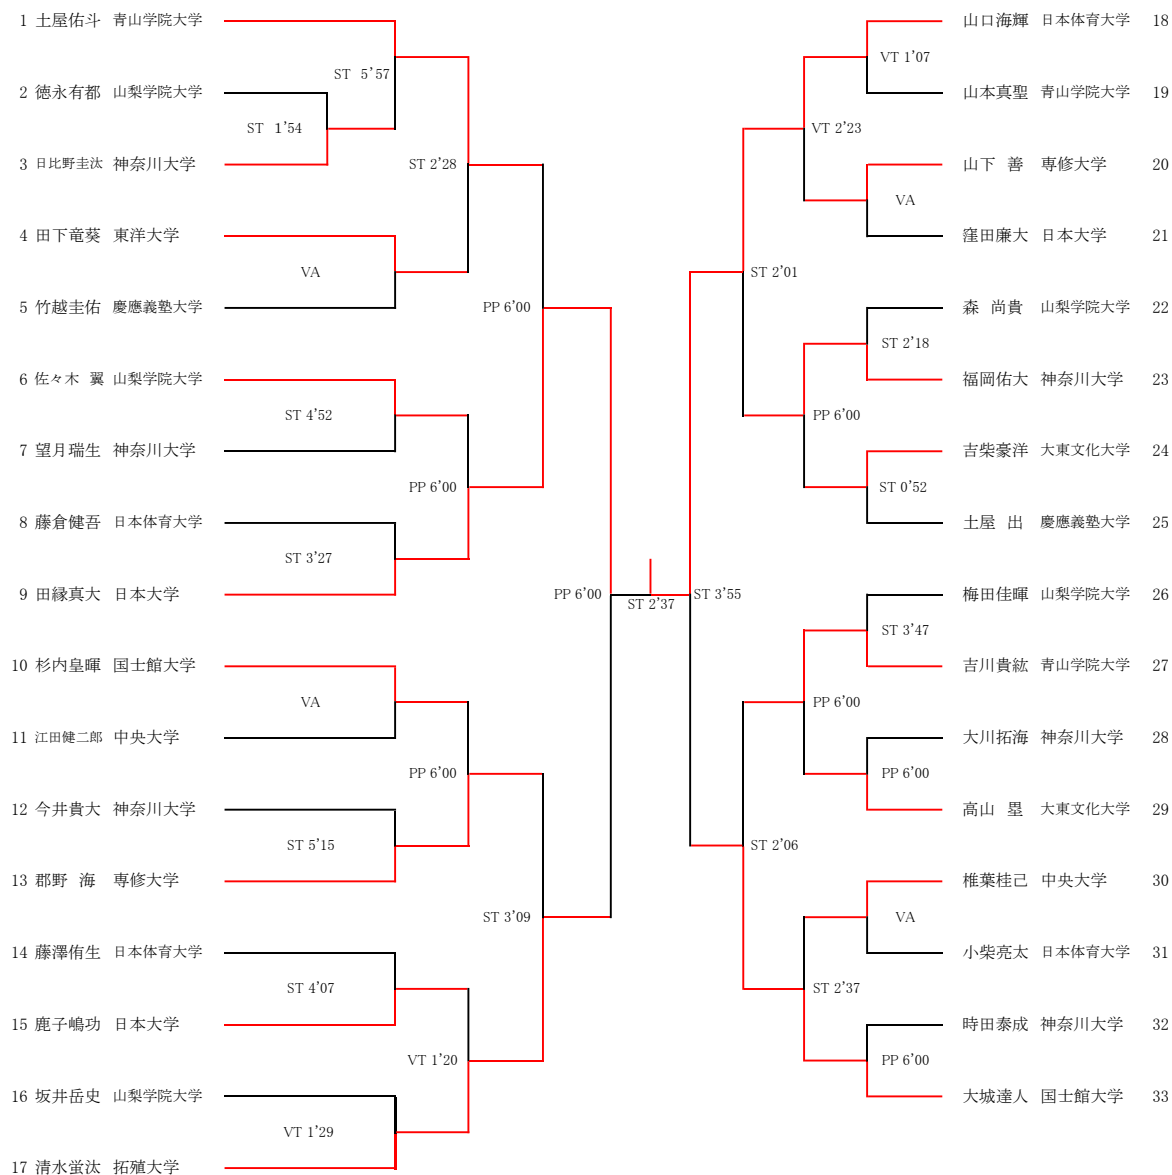 1 土屋佑斗 青山学院大学
ST 5’57
2 徳永有都 山梨学院大学
ST 1’54
3 日比野圭汰 神奈川大学
ST 2’28
4 田下竜葵 東洋大学
VA
5 竹越圭佑 慶應義塾大学
PP 6’00
6 佐々木 翼 山梨学院大学
ST 4’52
7 望月瑞生 神奈川大学
PP 6’00
8 藤倉健吾 日本体育大学
ST 3’27
9 田縁真大 日本大学
PP 6’00
10 杉内皇暉 国士館大学
VA
11 江田健二郎 中央大学
PP 6’00
12 今井貴大 神奈川大学
ST 5’15
13 郡野 海 専修大学
ST 3’09
14 藤澤侑生 日本体育大学
ST 4’07
15 鹿子嶋功 日本大学
VT 1’20
16 坂井岳史 山梨学院大学
VT 1’29
17 清水蛍汰 拓殖大学
ST 2’37
山口海輝 日本体育大学 18
VT 1’07
山本真聖 青山学院大学 19
VT 2’23
山下 善 専修大学 20
VA
窪田廉大 日本大学 21
ST 2’01
森 尚貴 山梨学院大学 22
ST 2’18
福岡佑大 神奈川大学 23
PP 6’00
吉柴豪洋 大東文化大学 24
ST 0’52
土屋 出 慶應義塾大学 25
ST 3’55
梅田佳暉 山梨学院大学 26
ST 3’47
吉川貴紘 青山学院大学 27
PP 6’00
大川拓海 神奈川大学 28
PP 6’00
高山 塁 大東文化大学 29
ST 2’06
椎葉桂己 中央大学 30
VA
小柴亮太 日本体育大学 31
ST 2’37
時田泰成 神奈川大学 32
PP 6’00
大城達人 国士館大学 33